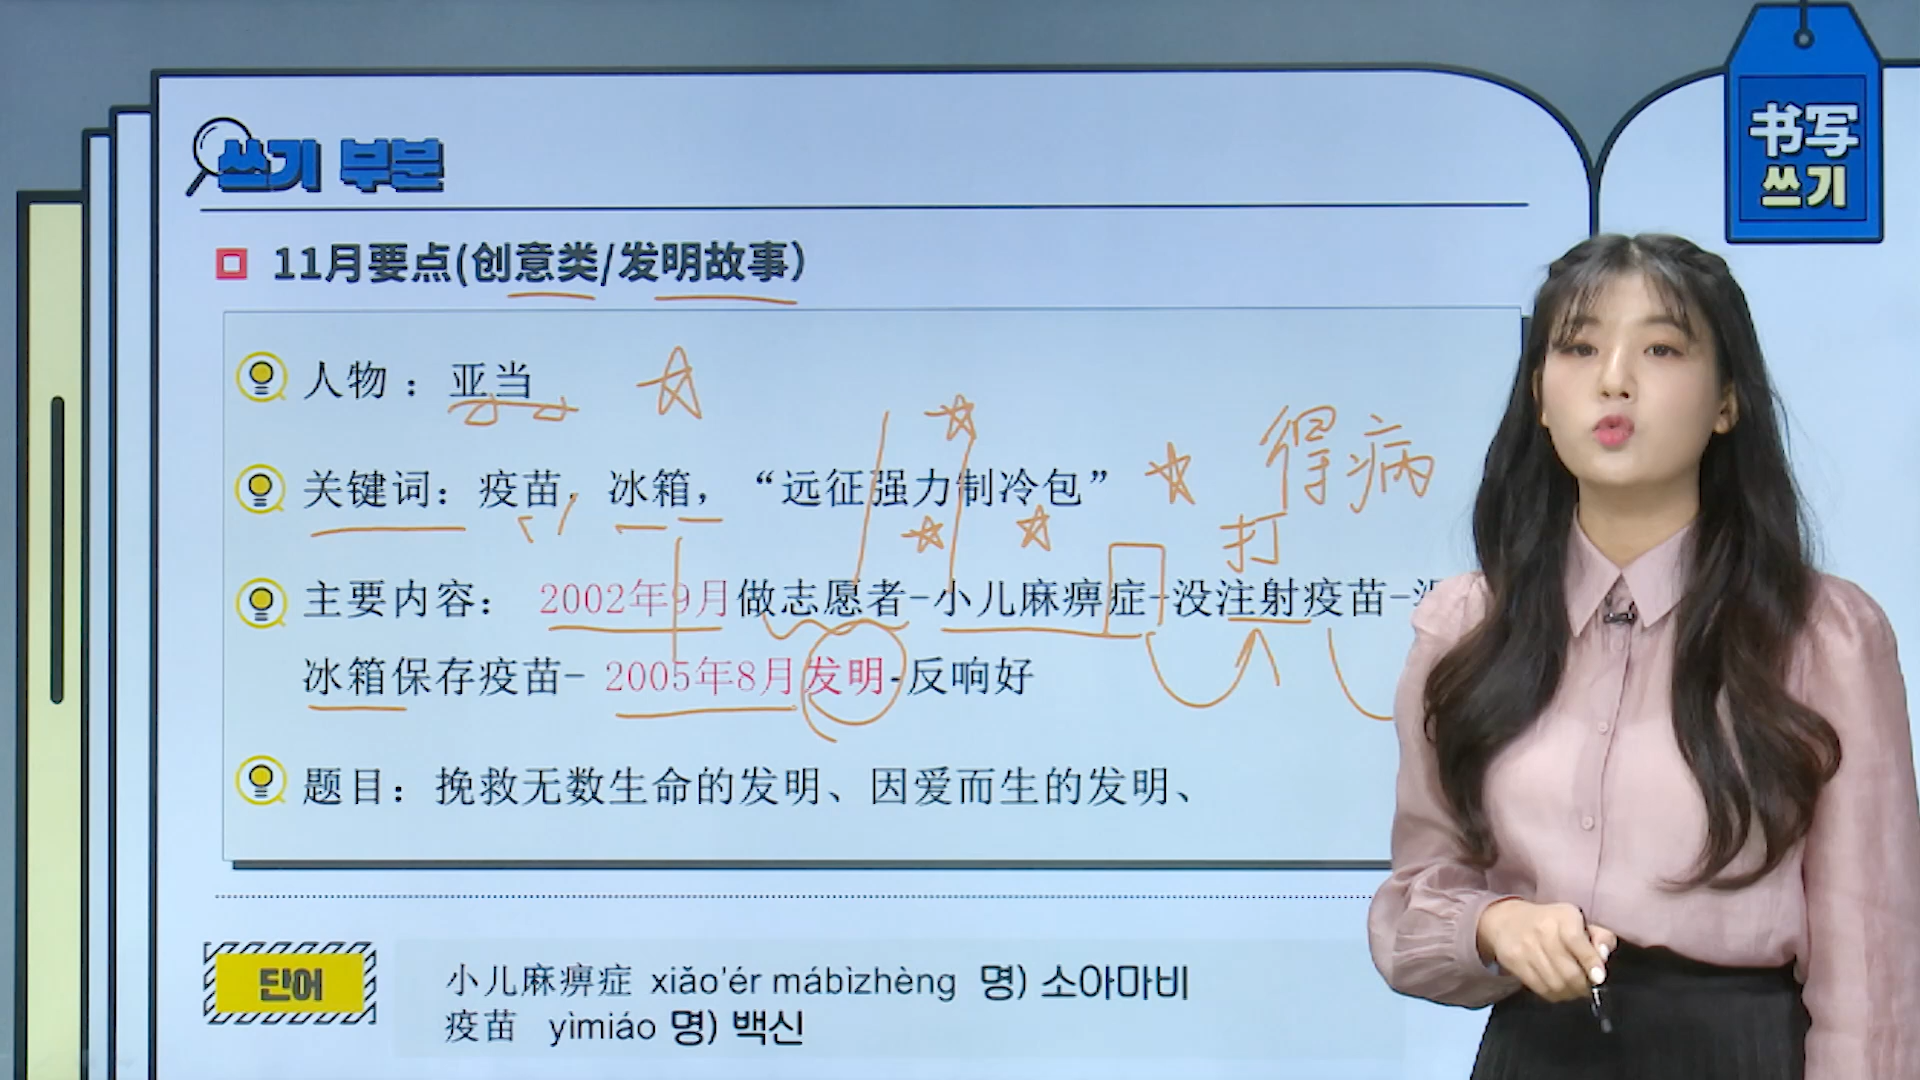 书写
쓰기
쓰기 부분
11月要点(创意类/发明故事)
人物：亚当
关键词：疫苗，冰箱，“远征强力制冷包”
得病
打
主要内容： 2002年9月做志愿者-小儿麻痹症-没注射疫苗-
冰箱保存疫苗- 2005年8月发明-反响好
题目：挽救无数生命的发明、因爱而生的发明、
단어
小儿麻痹症 xiǎo'ér mábìzhèng 명) 소아마비
疫苗 yìmiáo 명) 백신